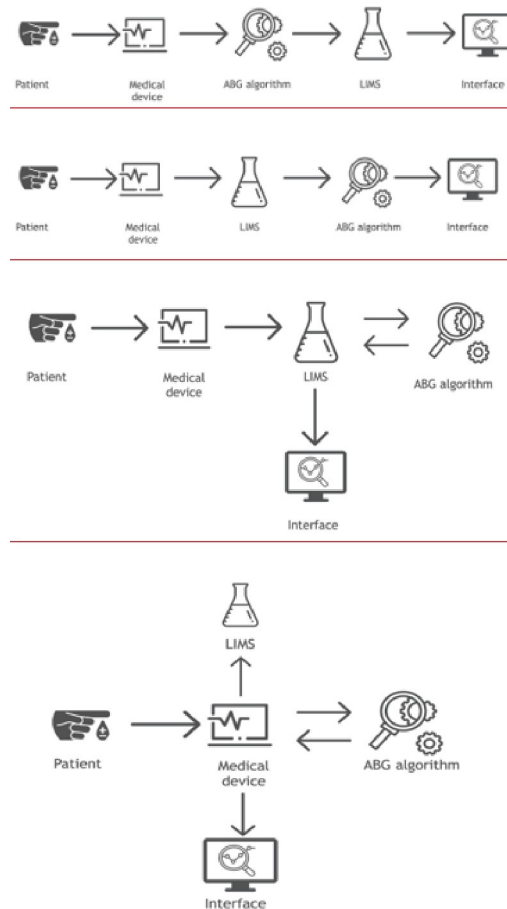 Patient
Medical
device
ABG algorithm
LIMS
Interface
Patient
Medical
device
LIMS
ABG algorithm
Interface
Patient
Medical
device
LIMS
ABG algorithm
Interface
LIMS
Patient
Medical
device
ABG algorithm
Interface